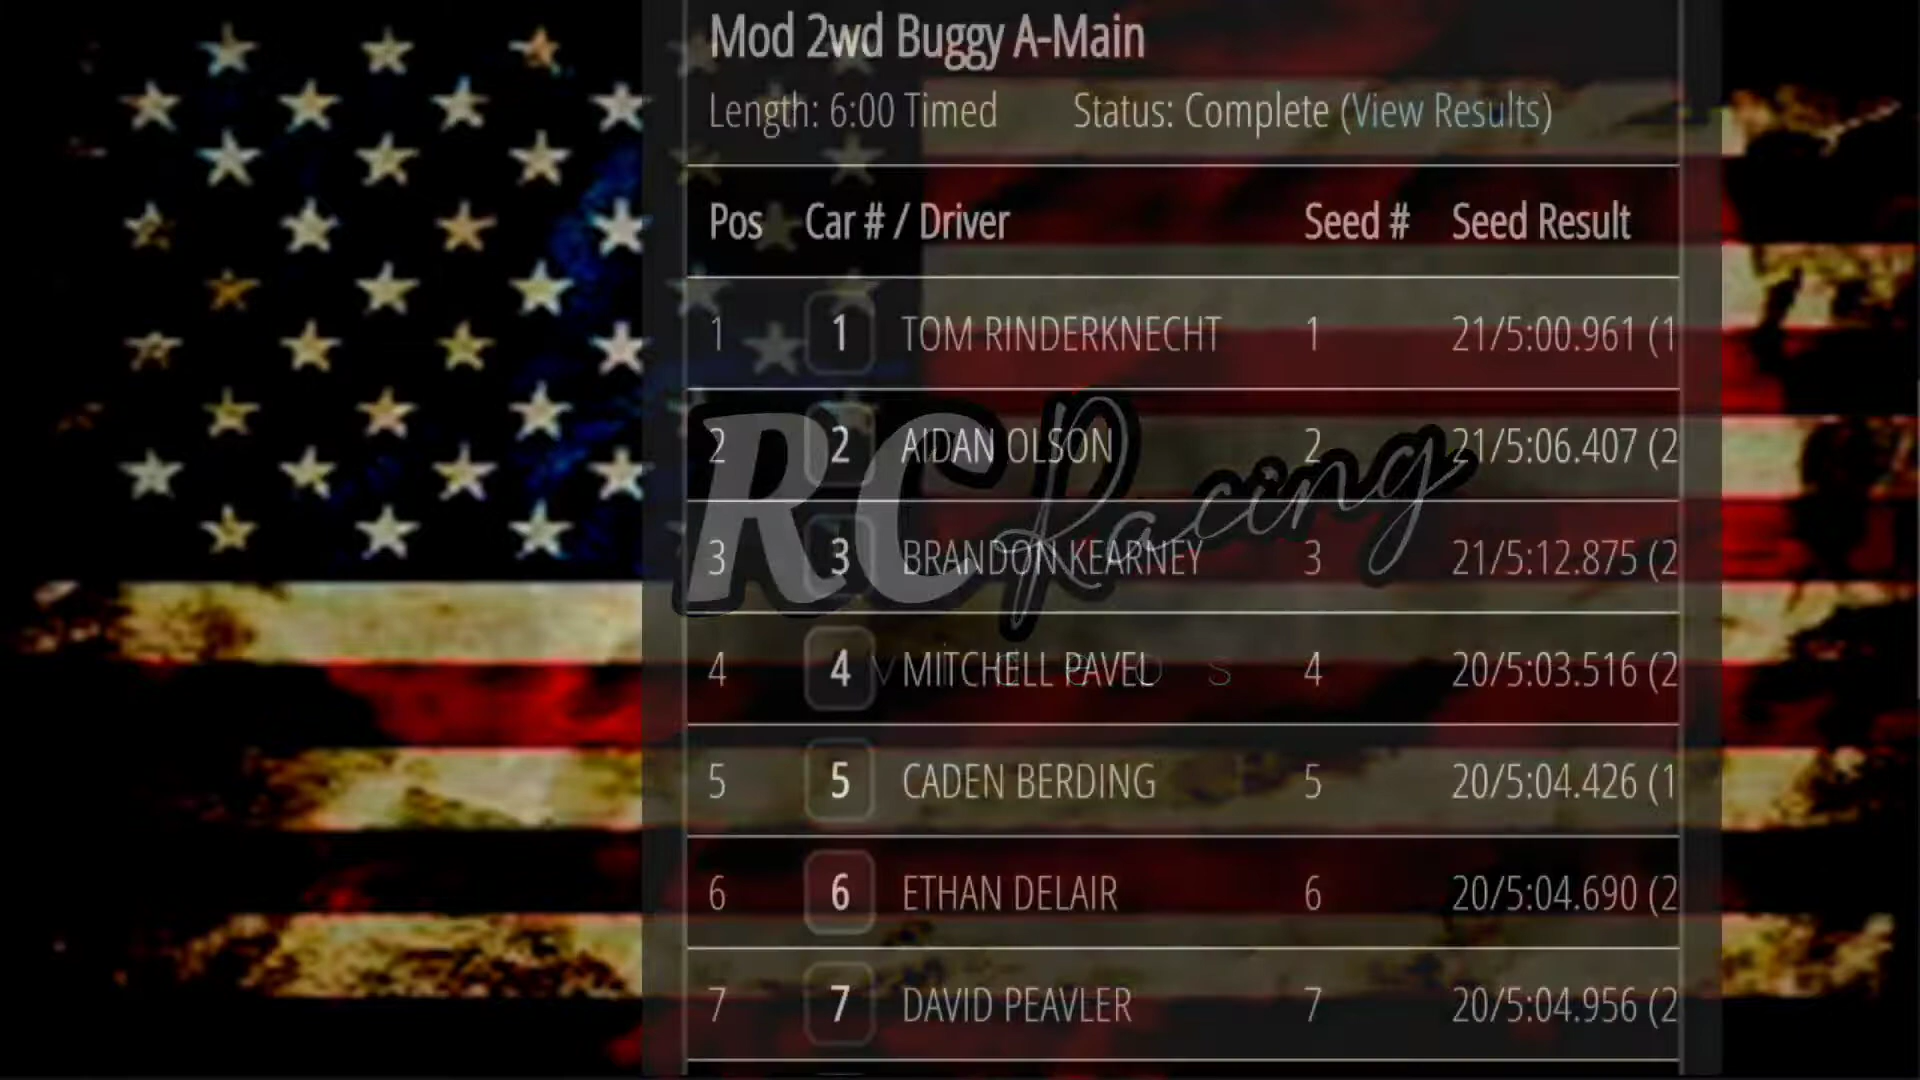 Mod 2wd Buggy A-Main
Length: 6:00 Timed Status: Complete (View Results)
Pos Car # / Driver Seed # Seed Result
1 1 TOM RINDERKNECHT 1 21/5:00.961 (1
2 2 AIDAN OLSON 2 21/5:06.407 (2
3 3 BRANDON KEARNEY 3 21/5:12.875 (2
RC Racing
4 4 MITCHELL PAVEL 4 20/5:03.516 (2
5 5 CADEN BERDING 5 20/5:04.426 (1
6 6 ETHAN DELAIR 6 20/5:04.690 (2
7 7 DAVID PEAVLER 7 20/5:04.956 (2